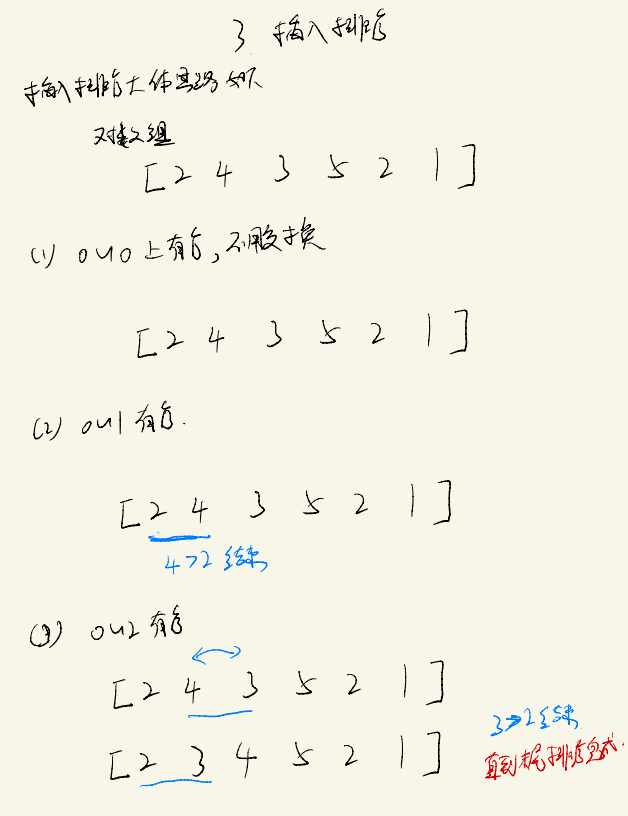 3 插入排序
插入排序大体思路如下
对数组
[2 4 3 5 2 1]
(1) 0~0上有序,不用交换
[2 4 3 5 2 1]
(2) 0~1有序.
[2 4 3 5 2 1]
4>2 结束
(3) 0~2有序
[2 4 3 5 2 1]
3>2结束
[2 3 4 5 2 1]
直到末尾排序完成.